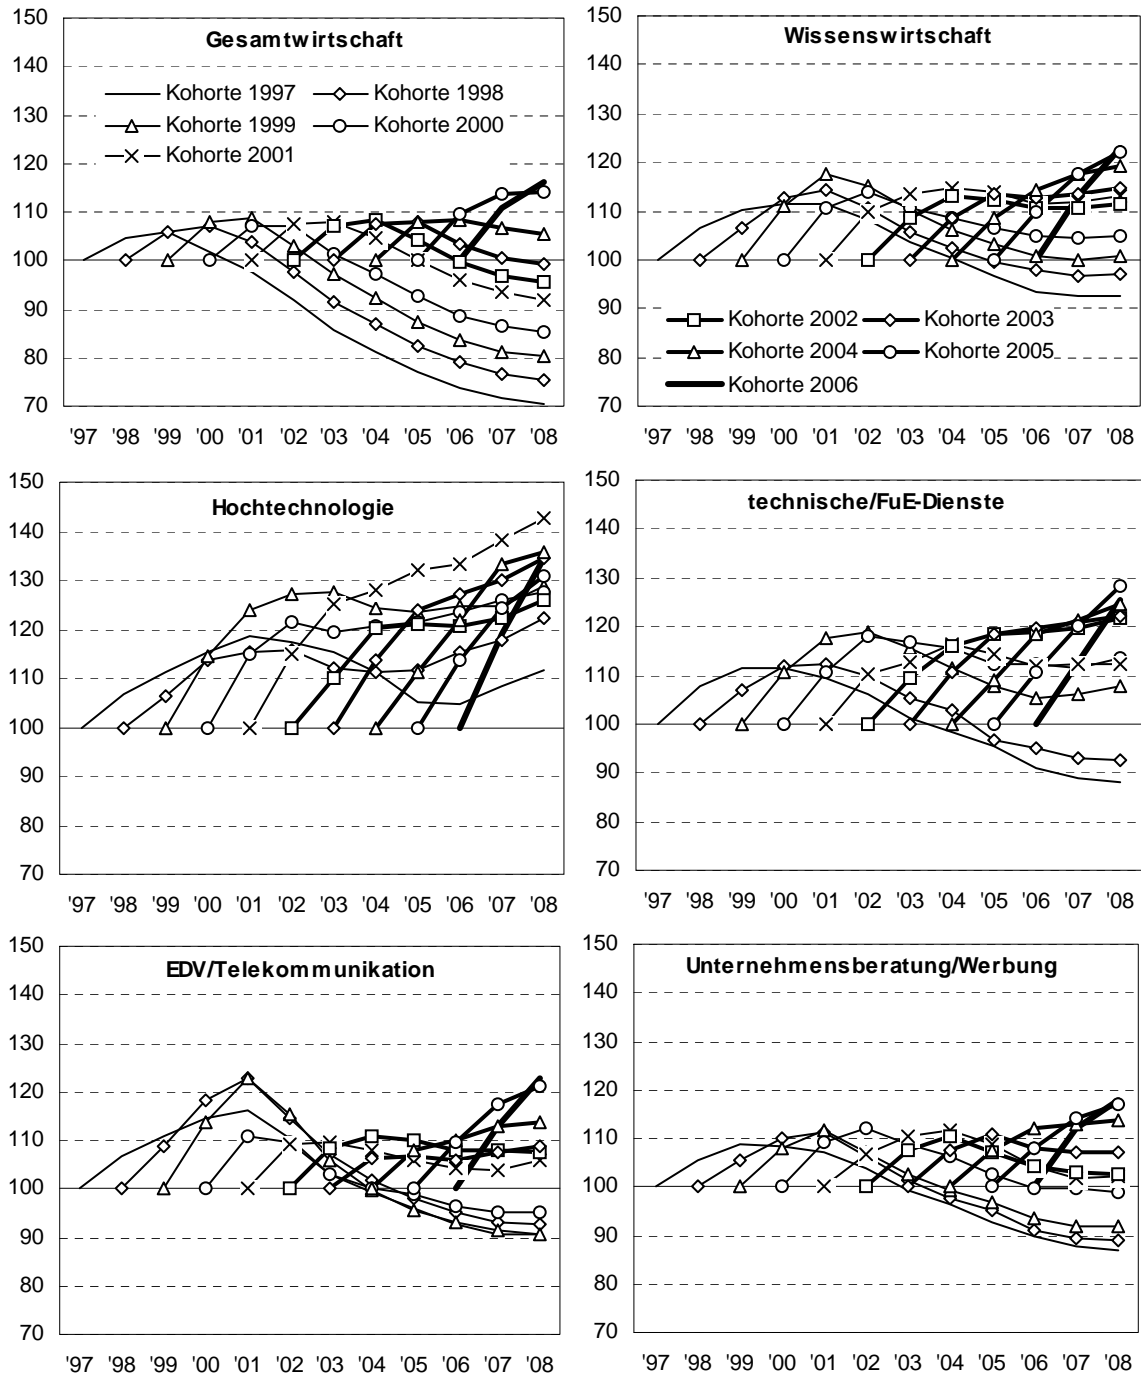 Gesamtwirtschaft
150
140
130
120
110
100
90
80
70
Kohorte 1997
Kohorte 1998
Kohorte 1999
Kohorte 2000
Kohorte 2001
'97 '98 '99 '00 '01 '02 '03 '04 '05 '06 '07 '08
Wissenswirtschaft
150
140
130
120
110
100
90
80
70
Kohorte 2002
Kohorte 2003
Kohorte 2004
Kohorte 2005
Kohorte 2006
'97 '98 '99 '00 '01 '02 '03 '04 '05 '06 '07 '08
Hochtechnologie
150
140
130
120
110
100
90
80
70
'97 '98 '99 '00 '01 '02 '03 '04 '05 '06 '07 '08
technische/FuE-Dienste
150
140
130
120
110
100
90
80
70
'97 '98 '99 '00 '01 '02 '03 '04 '05 '06 '07 '08
EDV/Telekommunikation
150
140
130
120
110
100
90
80
70
'97 '98 '99 '00 '01 '02 '03 '04 '05 '06 '07 '08
Unternehmensberatung/Werbung
150
140
130
120
110
100
90
80
70
'97 '98 '99 '00 '01 '02 '03 '04 '05 '06 '07 '08